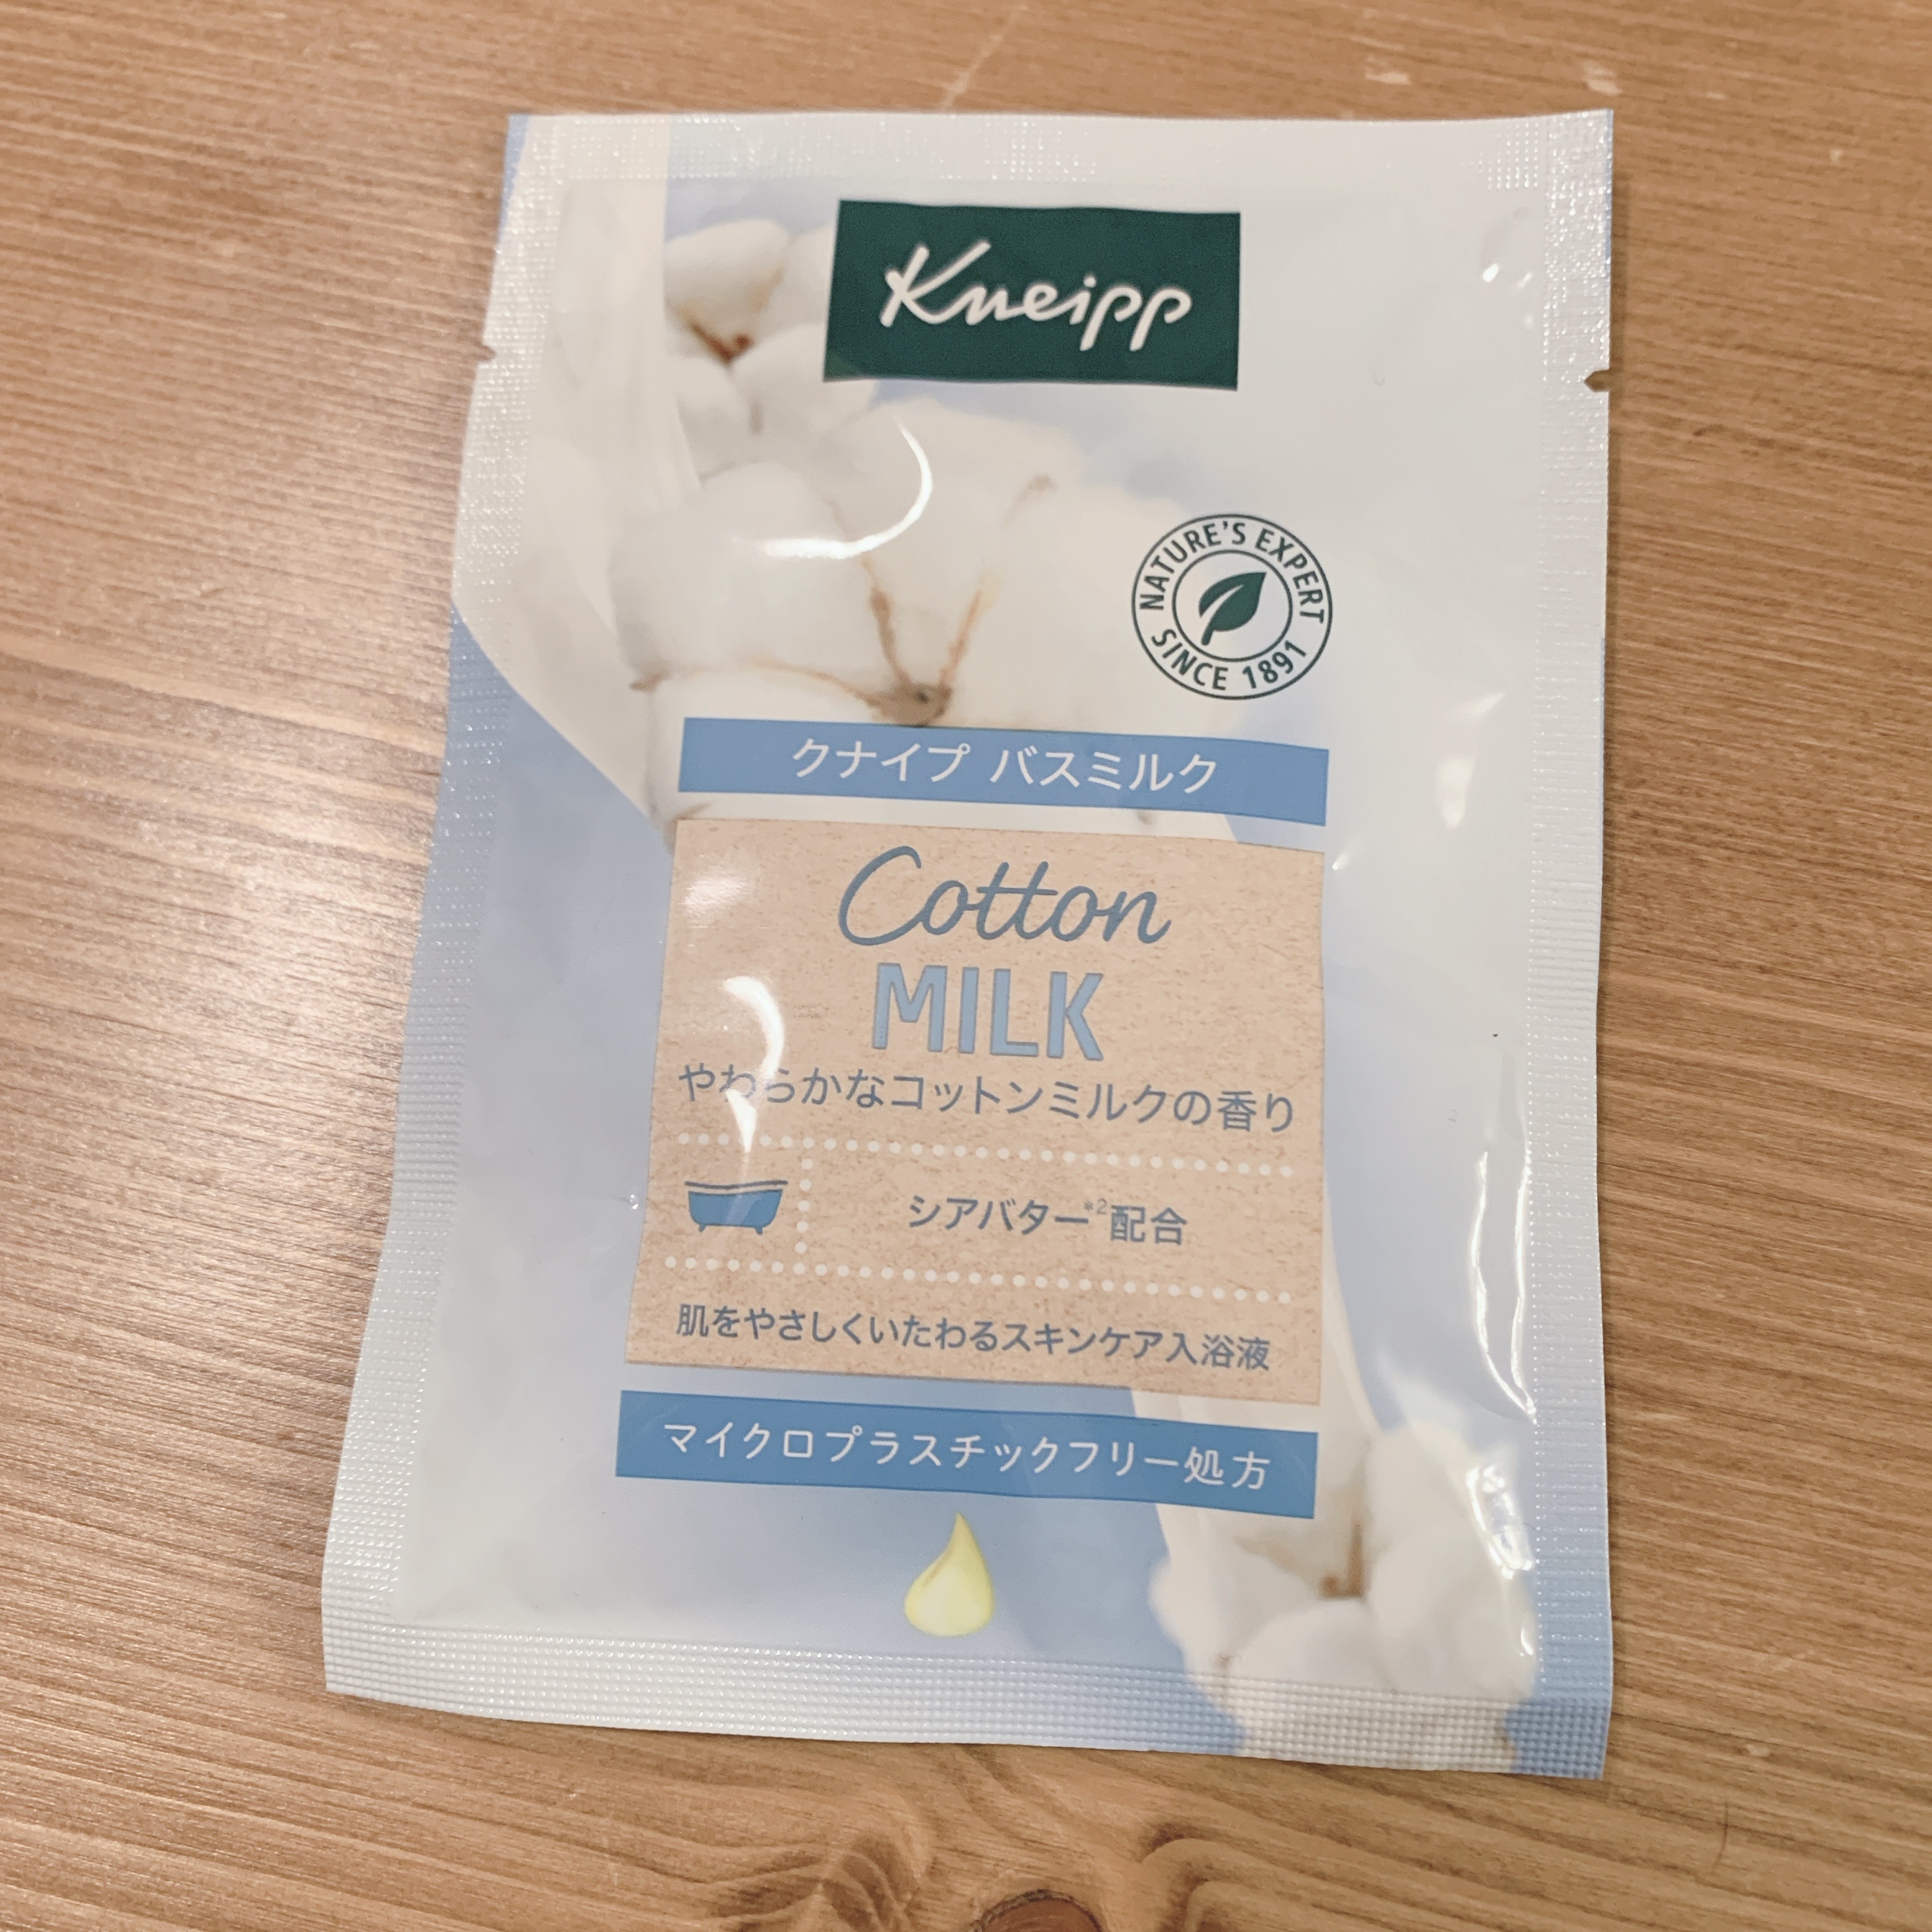 Kneipp
NATURE'S EXPERT
SINCE 1891
クナイプ バスミルク
Cotton
MILK
やわらかなコットンミルクの香り
シアバター*2配合
肌をやさしくいたわるスキンケア入浴液
マイクロプラスチックフリー処方